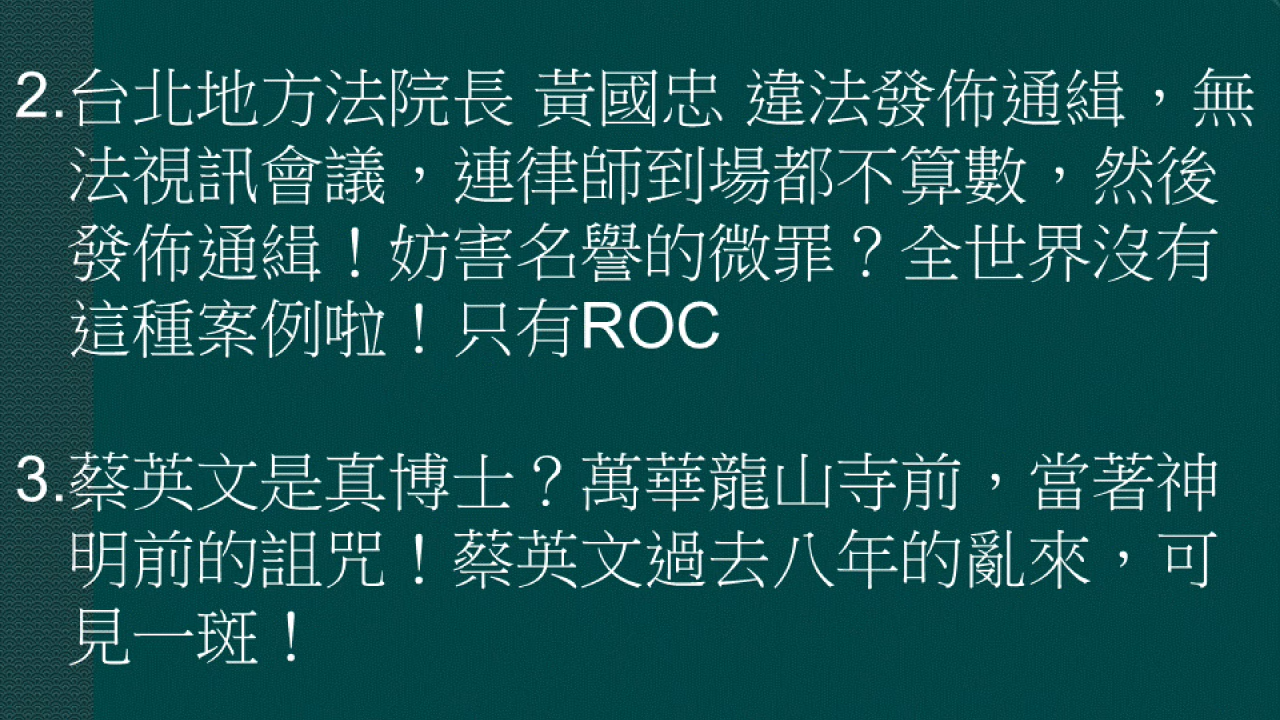 2.台北地方法院長 黃國忠 違法發佈通緝，無
法視訊會議，連律師到場都不算數，然後
發佈通緝！妨害名譽的微罪？全世界沒有
這種案例啦！只有ROC
3.蔡英文是真博士？萬華龍山寺前，當著神
明前的詛咒！蔡英文過去八年的亂來，可
見一斑！